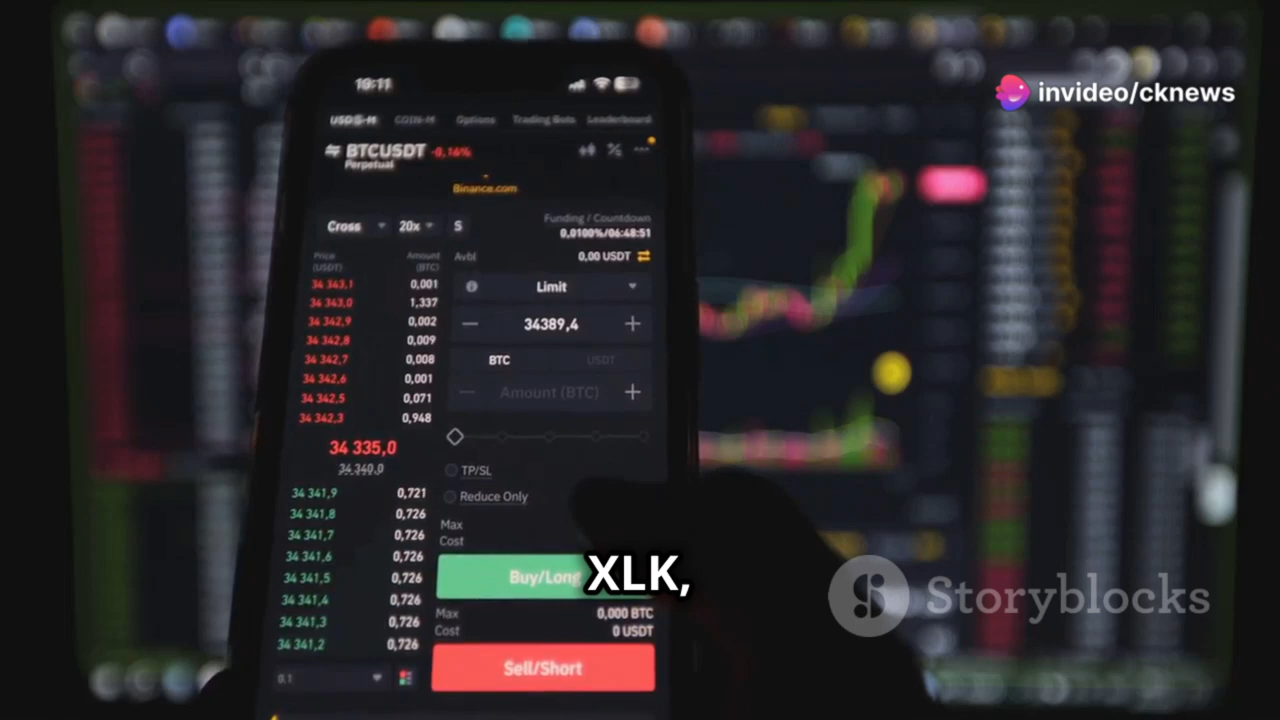 10:11
invideo/cknews
USDⓈ-M COIN-M Options Trading Bots Leaderboard
BTCUSDT -0,16%
Perpetual
Binance.com
Cross 20x S
Funding / Countdown
0,0100%/06:48:51
Price (USDT)
Amount (BTC)
Avbl 0,00 USDT
34 343,1 0,001
34 343,0 1,337
34 342,9 0,002
34 342,8 0,009
34 342,7 0,008
34 342,6 0,001
34 342,5 0,071
34 342,3 0,948
34 335,0
34 340,0
34 341,9 0,721
34 341,8 0,726
34 341,7 0,726
34 341,6 0,726
34 341,5 0,726
34 341,4 0,726
34 341,3 0,726
34 341,2 0,726
0.1
Limit
34389,4
BTC USDT
Amount (BTC)
TP/SL
Reduce Only
Max
Cost
Buy/Long
XLK,
Max 0,000 BTC
Cost 0 USDT
Sell/Short
Storyblocks